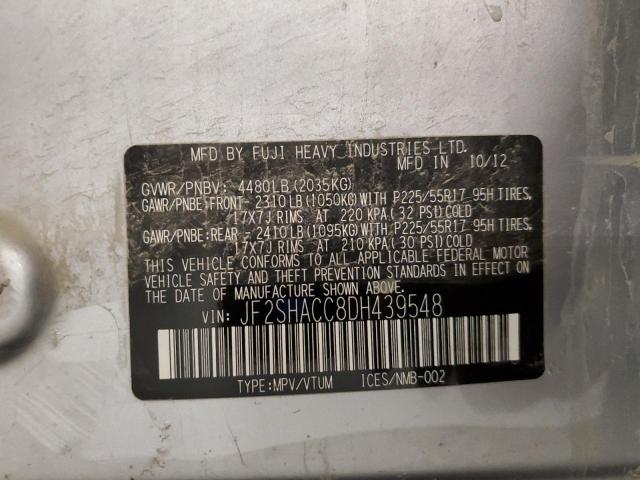 MFD BY FUJI HEAVY INDUSTRIES LTD.
MFD IN 10/12
GVWR/PNBV: 4480LB(2035KG)
GAWR/PNBE:FRONT- 2310LB(1050KG)WITH P225/55R17 95H TIRES,
17X7J RIMS AT 220 KPA(32 PSI)COLD
GAWR/PNBE:REAR - 2410LB(1095KG)WITH P225/55R17 95H TIRES,
17X7J RIMS AT 210 KPA(30 PSI)COLD
THIS VEHICLE CONFORMS TO ALL APPLICABLE FEDERAL MOTOR
VEHICLE SAFETY AND THEFT PREVENTION STANDARDS IN EFFECT ON
THE DATE OF MANUFACTURE SHOWN ABOVE.
VIN: JF2SHACC8DH439548
TYPE:MPV/VTUM ICES/NMB-002